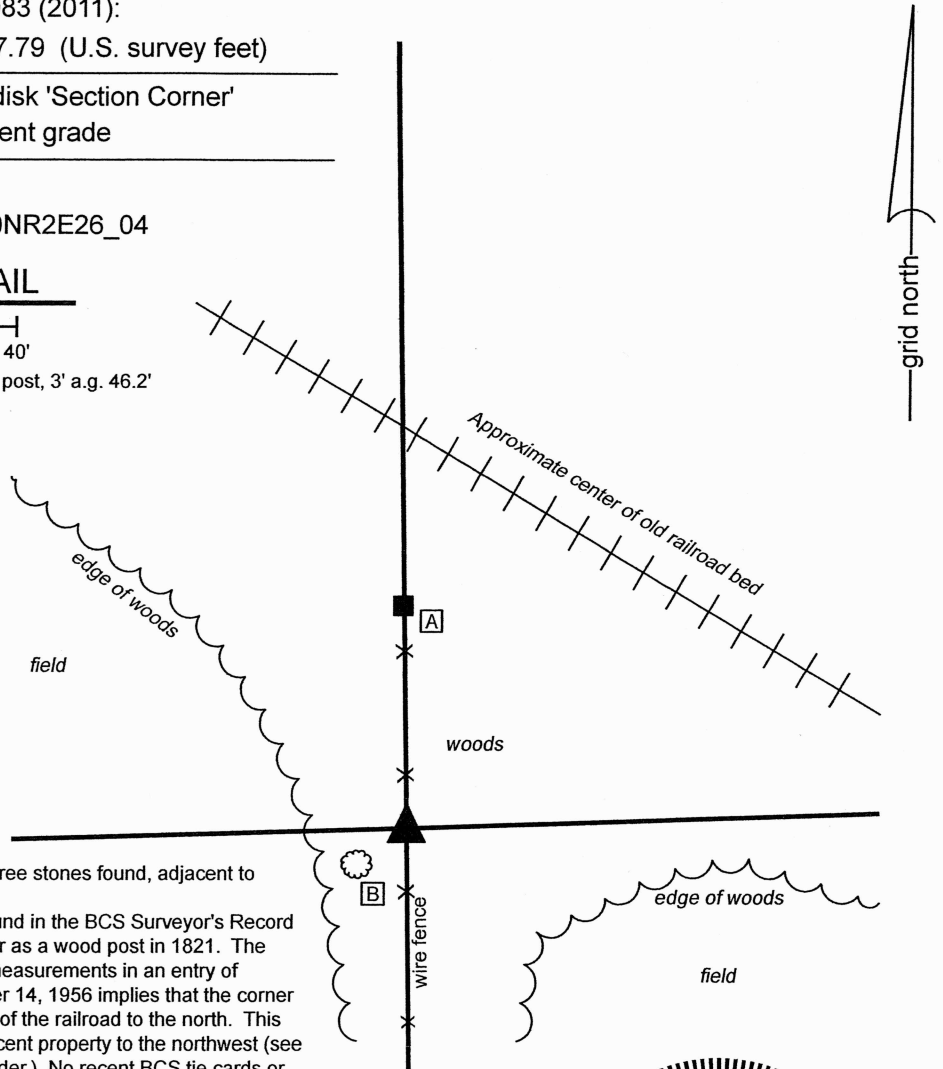 83 (2011):
7.79 (U.S. survey feet)
disk 'Section Corner'
ent grade
NR2E26_04
AIL
40'
post, 3' a.g. 46.2'
grid north
Approximate center of old railroad bed
edge of woods
field
A
woods
ree stones found, adjacent to
B
und in the BCS Surveyor's Record
r as a wood post in 1821. The
measurements in an entry of
er 14, 1956 implies that the corner
of the railroad to the north. This
cent property to the northwest (see
der.) No recent BCS tie cards or
wire fence
edge of woods
field